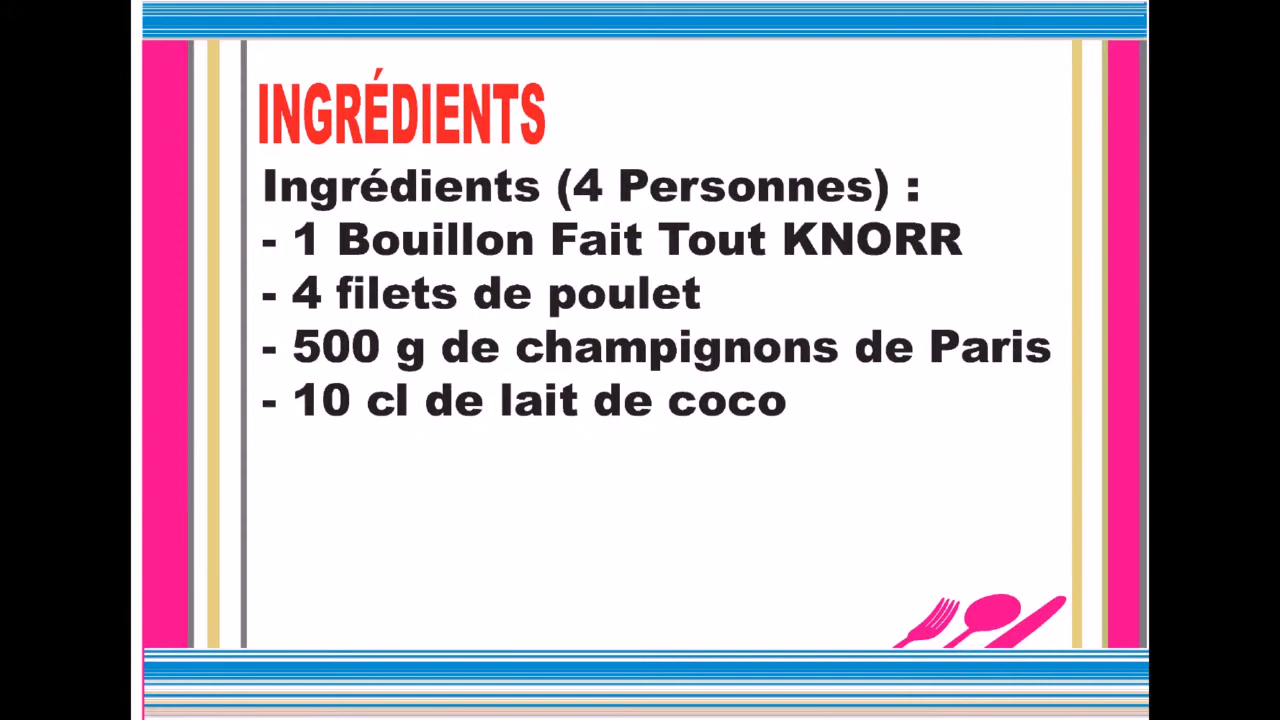 INGRÉDIENTS
Ingrédients (4 Personnes) :
- 1 Bouillon Fait Tout KNORR
- 4 filets de poulet
- 500 g de champignons de Paris
- 10 cl de lait de coco